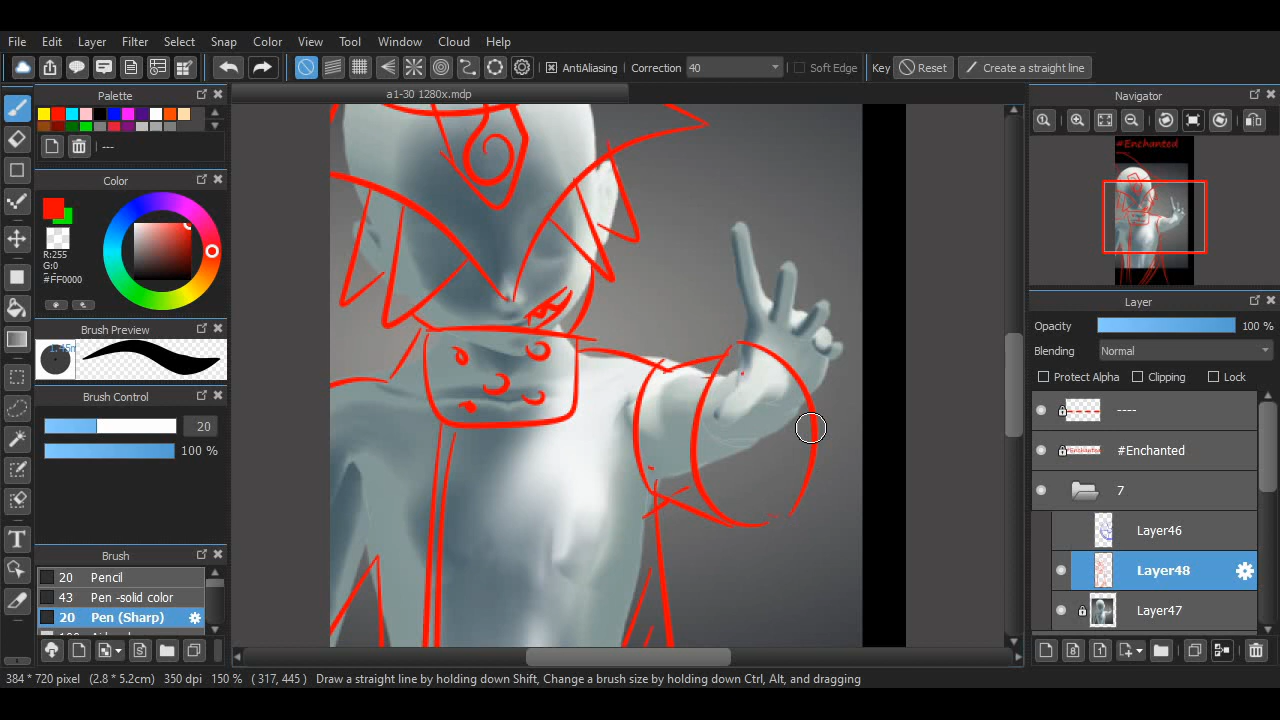 File Edit Layer Filter Select Snap Color View Tool Window Cloud Help
AntiAliasing Correction 40 Soft Edge Key Reset Create a straight line
Palette
a1-30 1280x.mdp
Navigator
#Enchanted
---
Color
R:255
G:0
#FF0000
Brush Preview
Layer
Opacity 100 %
Blending Normal
Protect Alpha Clipping Lock
Brush Control
20
100 %
----
#Enchanted
7
Layer46
Layer48
Layer47
Brush
20 Pencil
43 Pen -solid color
20 Pen (Sharp)
384 * 720 pixel (2.8 * 5.2cm) 350 dpi 150 % ( 317, 445 ) Draw a straight line by holding down Shift, Change a brush size by holding down Ctrl, Alt, and dragging